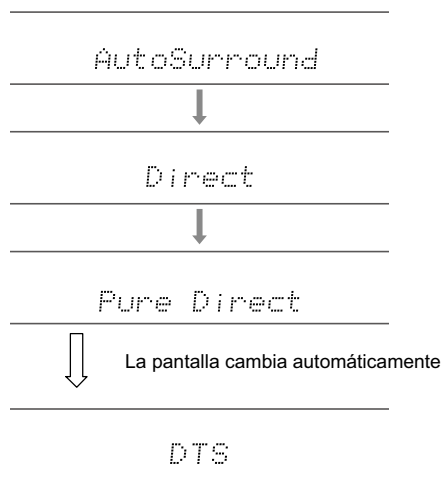 AutoSurround
Direct
Pure Direct
La pantalla cambia automáticamente
DTS